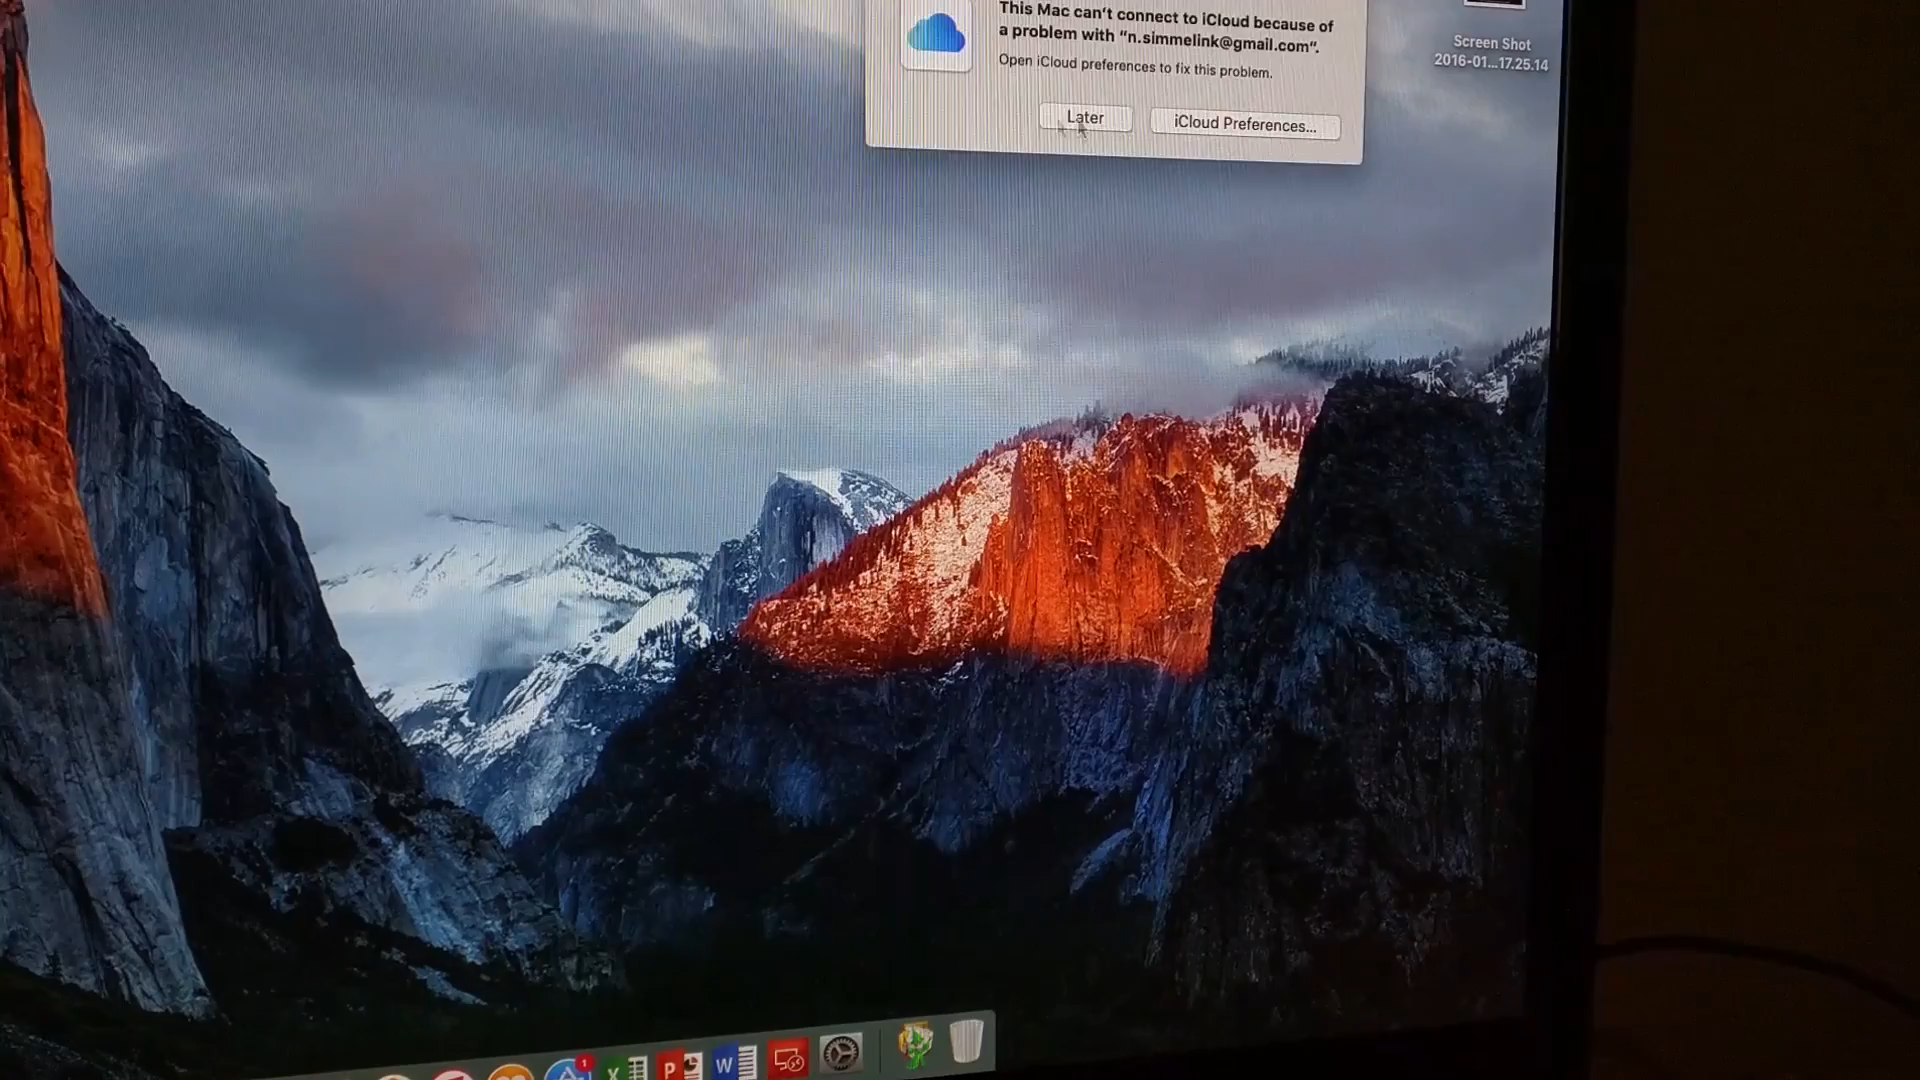 This Mac can't connect to iCloud because of
a problem with "n.simmelink@gmail.com".
Open iCloud preferences to fix this problem.
Later
iCloud Preferences...
Screen Shot
2016-01...17.25.14
1
X
P
W